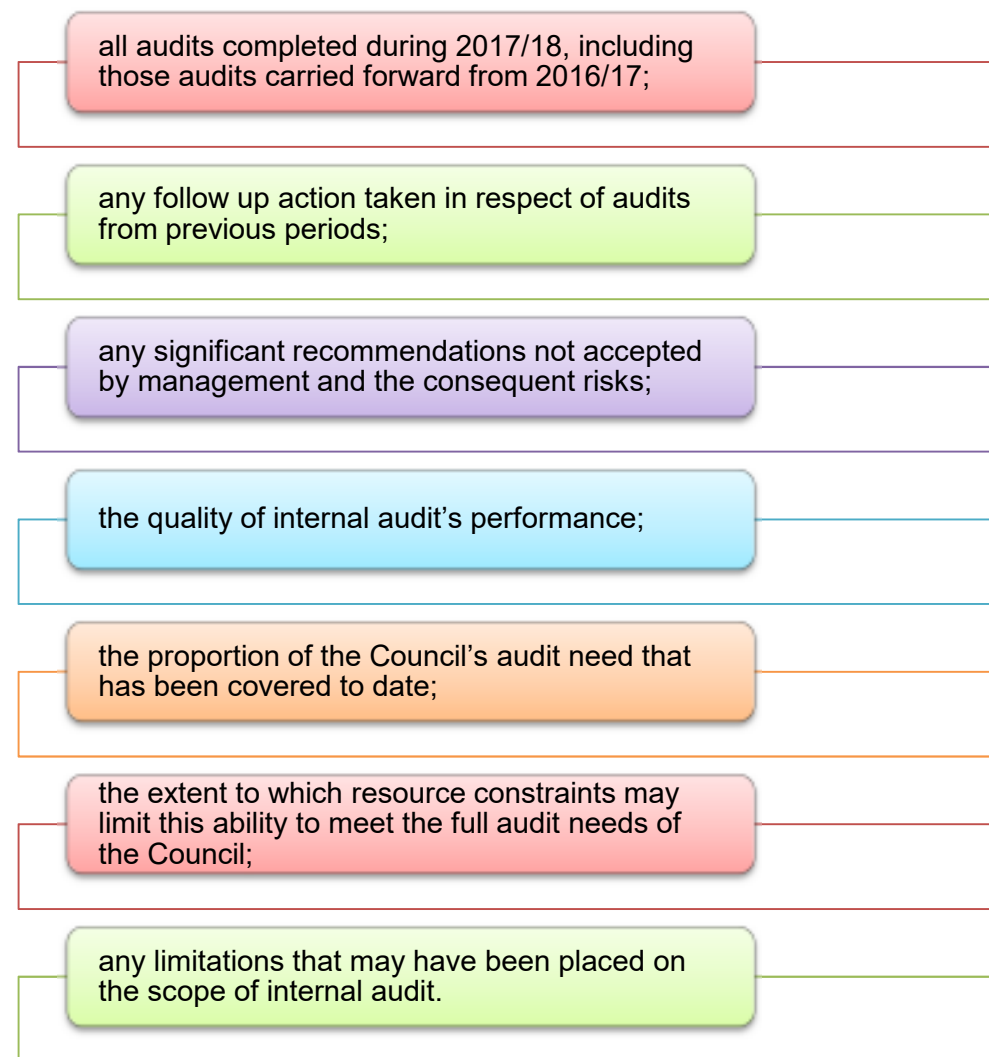 all audits completed during 2017/18, including
those audits carried forward from 2016/17;
any follow up action taken in respect of audits
from previous periods;
any significant recommendations not accepted
by management and the consequent risks;
the quality of internal audit’s performance;
the proportion of the Council’s audit need that
has been covered to date;
the extent to which resource constraints may
limit this ability to meet the full audit needs of
the Council;
any limitations that may have been placed on
the scope of internal audit.